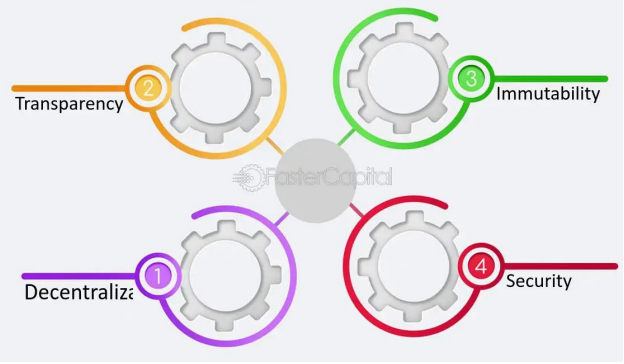 2
Transparency
3
Immutability
FasterCapital
1
Decentraliza
4
Security